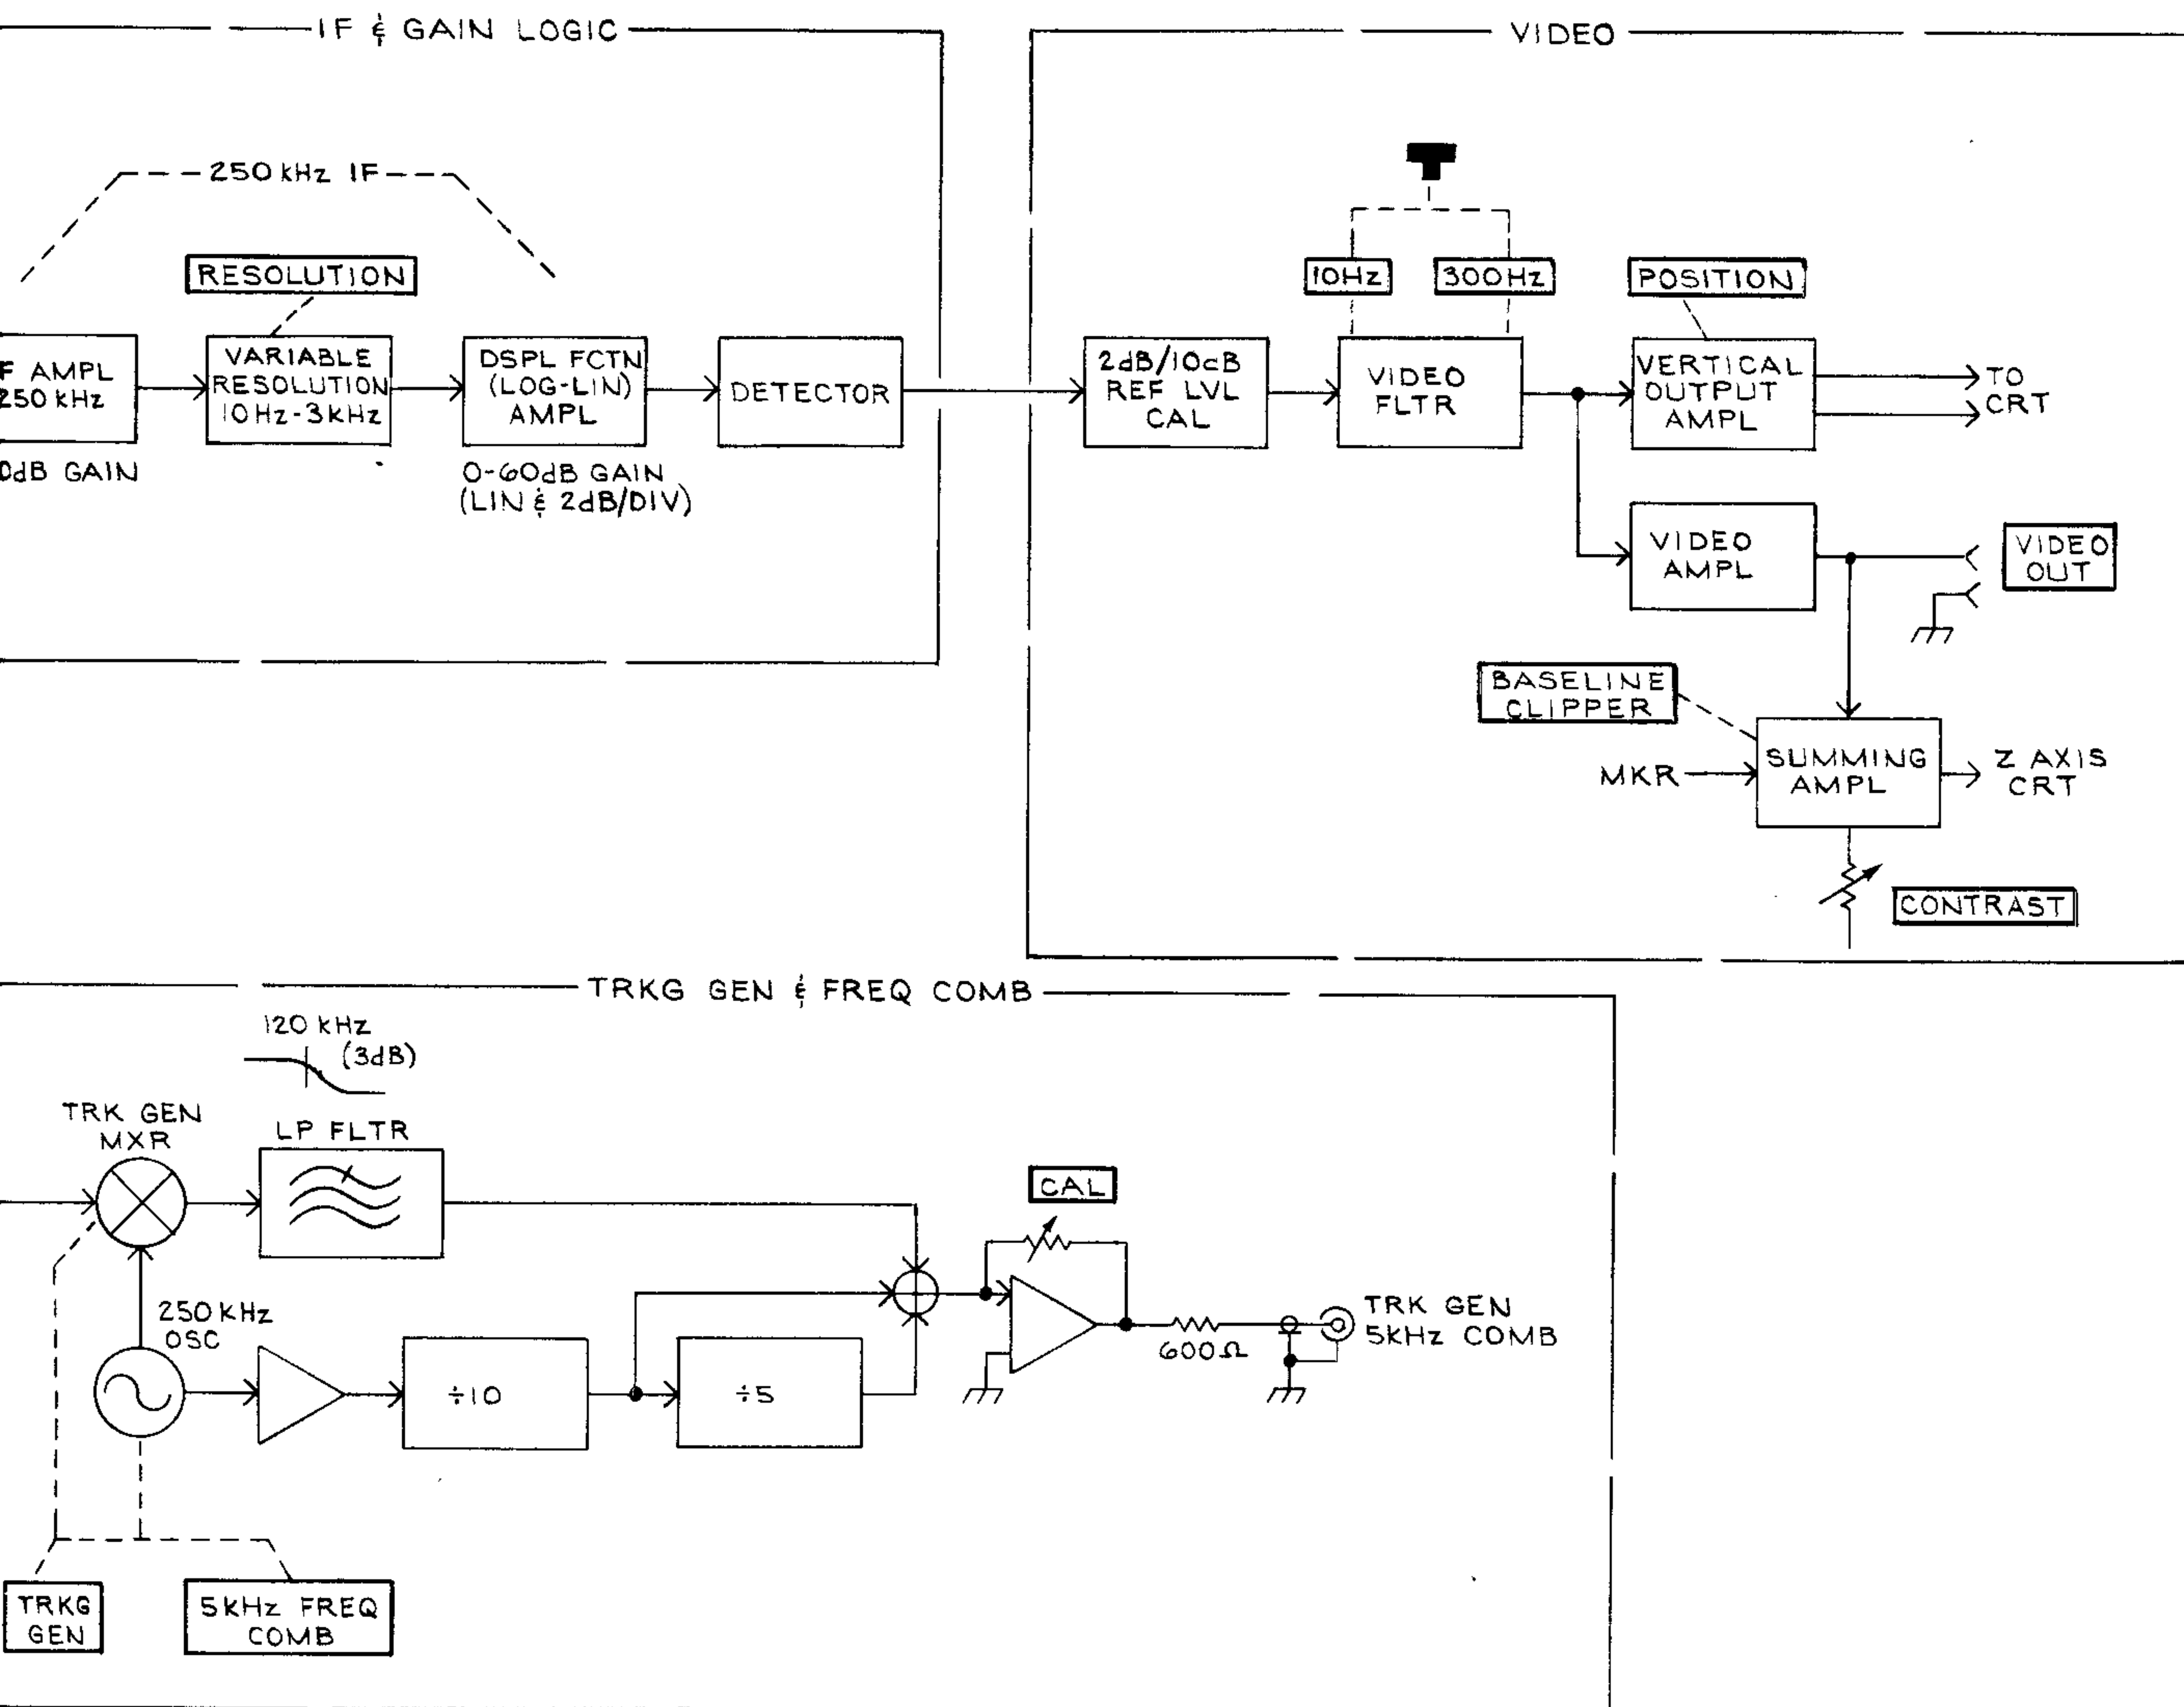 IF & GAIN LOGIC
VIDEO
250 kHz IF
RESOLUTION
10Hz
300Hz
POSITION
F AMPL
250 kHz
VARIABLE
RESOLUTION
10Hz-3kHz
DSPL FCTN
(LOG-LIN)
AMPL
DETECTOR
2dB/10dB
REF LVL
CAL
VIDEO
FLTR
VERTICAL
OUTPUT
AMPL
TO
CRT
0dB GAIN
0-60dB GAIN
(LIN & 2dB/DIV)
VIDEO
AMPL
VIDEO
OUT
BASELINE
CLIPPER
MKR
SUMMING
AMPL
Z AXIS
CRT
CONTRAST
TRKG GEN & FREQ COMB
120 kHz
(3dB)
TRK GEN
MXR
LP FLTR
CAL
250 KHz
OSC
÷10
÷5
600Ω
TRK GEN
5kHz COMB
TRKG
GEN
5kHz FREQ
COMB